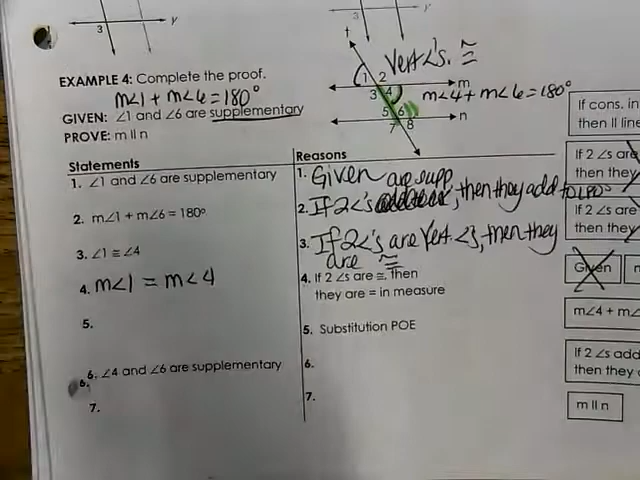 3
y
EXAMPLE 4: Complete the proof.
m∠1 + m∠6 = 180°
GIVEN: ∠1 and ∠6 are supplementary
PROVE: m ll n
t
Vert ∠'s. ≅
1 2
m
3 4
m∠4 + m∠6 = 180°
5 6
n
7 8
Statements
Reasons
1. ∠1 and ∠6 are supplementary
1. Given
2. m∠1 + m∠6 = 180°
2. If 2 ∠'s are supp, then they add to 180°
3. ∠1 ≅ ∠4
3. If 2 ∠'s are Vert ∠s, then they
are ≅
4. m∠1 = m∠4
4. If 2 ∠s are ≅, Then
they are = in measure
5.
5. Substitution POE
6. ∠4 and ∠6 are supplementary
6.
6.
7.
7.
If cons. in
then ll line
If 2 ∠s are
then they
If 2 ∠s are
then they
Given
m∠4 + m∠
If 2 ∠s add
then they
m ll n